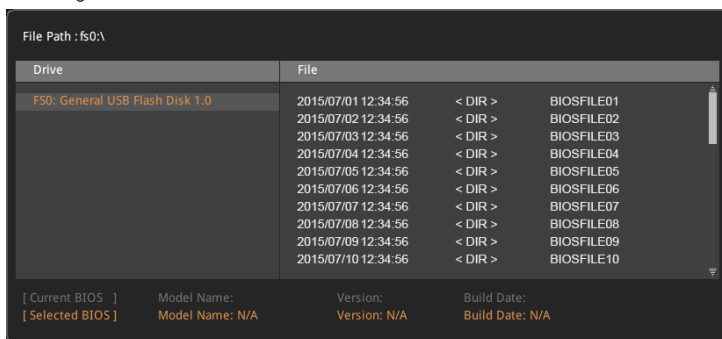 File Path : fs0:\
Drive File
FS0: General USB Flash Disk 1.0
2015/07/01 12:34:56 < DIR > BIOSFILE01
2015/07/02 12:34:56 < DIR > BIOSFILE02
2015/07/03 12:34:56 < DIR > BIOSFILE03
2015/07/04 12:34:56 < DIR > BIOSFILE04
2015/07/05 12:34:56 < DIR > BIOSFILE05
2015/07/06 12:34:56 < DIR > BIOSFILE06
2015/07/07 12:34:56 < DIR > BIOSFILE07
2015/07/08 12:34:56 < DIR > BIOSFILE08
2015/07/09 12:34:56 < DIR > BIOSFILE09
2015/07/10 12:34:56 < DIR > BIOSFILE10
[ Current BIOS ] Model Name: Version: Build Date:
[ Selected BIOS ] Model Name: N/A Version: N/A Build Date: N/A